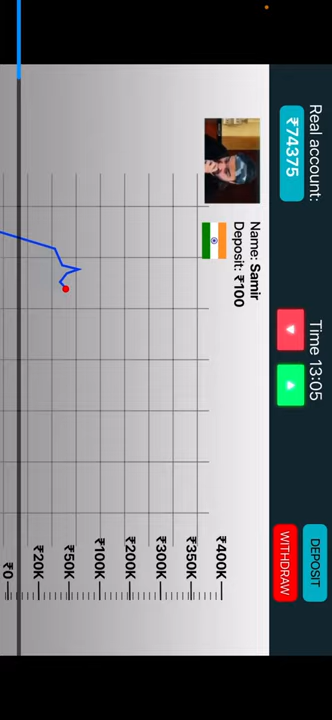 Real account:
₹74375
Time 13:05
DEPOSIT
WITHDRAW
Name: Samir
Deposit: ₹100
₹400K
₹350K
₹300K
₹200K
₹100K
₹50K
₹20K
₹0